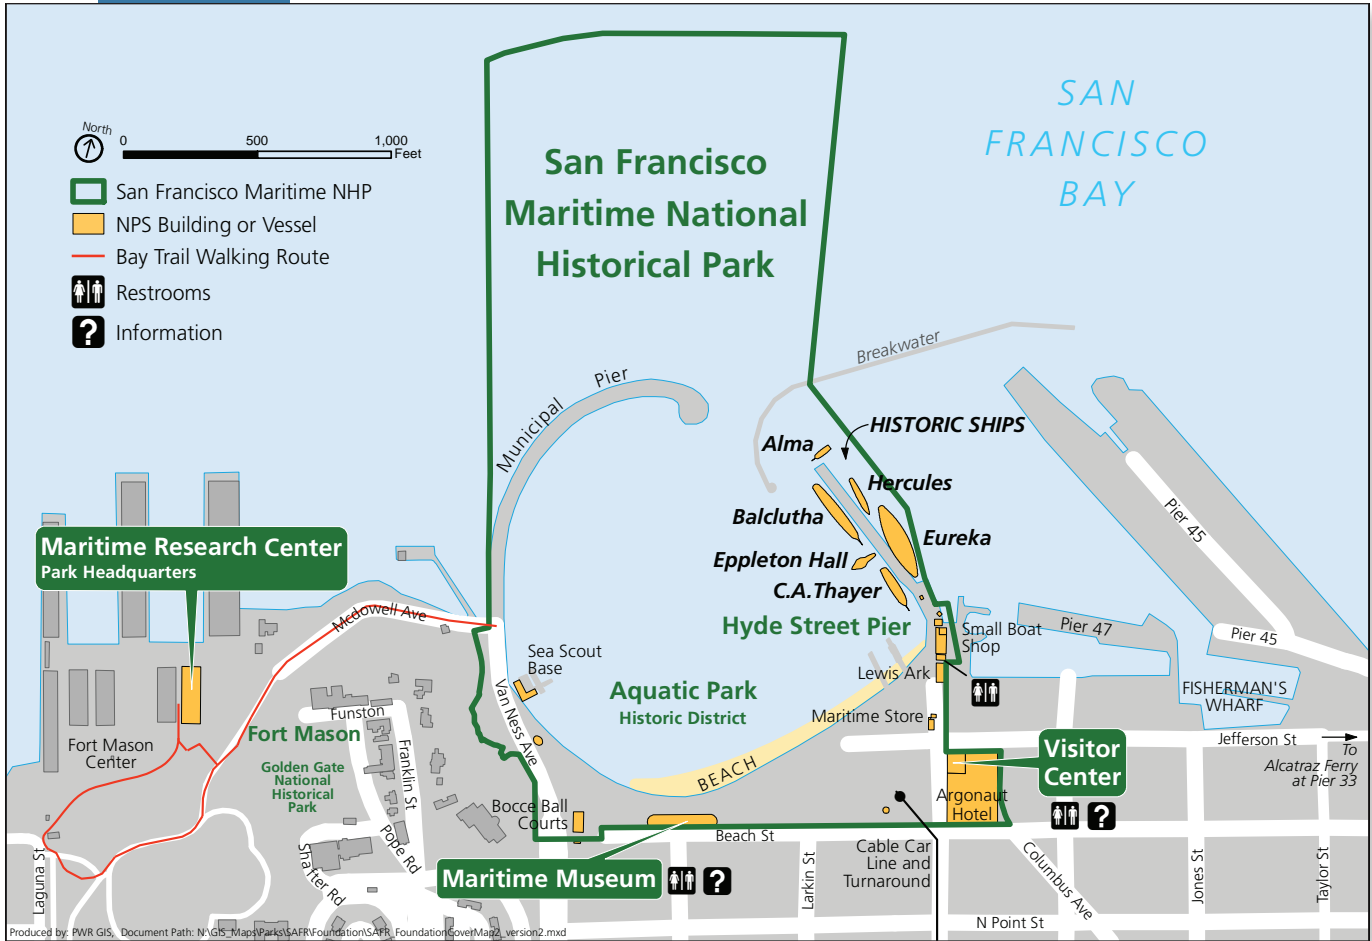 SAN
FRANCISCO
BAY
North
0 500 1,000
Feet
San Francisco Maritime NHP
NPS Building or Vessel
Bay Trail Walking Route
Restrooms
? Information
San Francisco
Maritime National
Historical Park
Breakwater
Municipal Pier
HISTORIC SHIPS
Alma
Hercules
Balclutha
Eureka
Eppleton Hall
C.A.Thayer
Hyde Street Pier
Pier 45
Pier 47
Pier 45
Small Boat
Shop
Lewis Ark
Maritime Store
FISHERMAN'S
WHARF
Jefferson St
To
Alcatraz Ferry
at Pier 33
Maritime Research Center
Park Headquarters
Mcdowell Ave
Sea Scout
Base
Van Ness Ave
Aquatic Park
Historic District
BEACH
Funston
Fort Mason
Center
Fort Mason
Golden Gate
National
Historical
Park
Franklin St
Pope Rd
Shafter Rd
Laguna St
Bocce Ball
Courts
Beach St
Maritime Museum
?
Visitor
Center
?
Argonaut
Hotel
Cable Car
Line and
Turnaround
Larkin St
Columbus Ave
Jones St
Taylor St
N Point St
Produced by: PWR GIS, Document Path: N:\GIS_Maps\Parks\SAFR\Foundation\SAFR_FoundationCoverMap2_version2.mxd